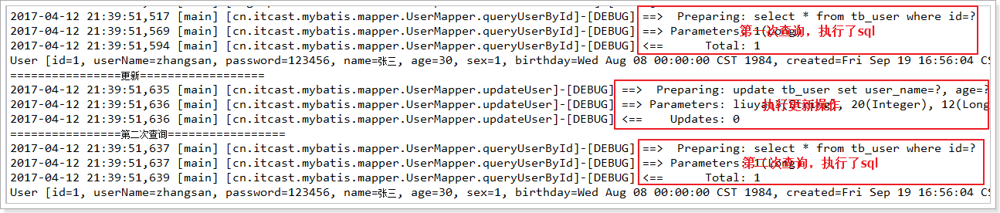 2017-04-12 21:39:51,517 [main] [cn.itcast.mybatis.mapper.UserMapper.queryUserById]-[DEBUG] ==>  Preparing: select * from tb_user where id=?
2017-04-12 21:39:51,569 [main] [cn.itcast.mybatis.mapper.UserMapper.queryUserById]-[DEBUG] ==> Parameters: 1(Long)
第一次查询，执行了sql
2017-04-12 21:39:51,594 [main] [cn.itcast.mybatis.mapper.UserMapper.queryUserById]-[DEBUG] <==      Total: 1
User [id=1, userName=zhangsan, password=123456, name=张三, age=30, sex=1, birthday=Wed Aug 08 00:00:00 CST 1984, created=Fri Sep 19 16:56:04 CS
================更新===================
2017-04-12 21:39:51,635 [main] [cn.itcast.mybatis.mapper.UserMapper.updateUser]-[DEBUG] ==>  Preparing: update tb_user set user_name=?, age=?
2017-04-12 21:39:51,636 [main] [cn.itcast.mybatis.mapper.UserMapper.updateUser]-[DEBUG] ==> Parameters: 20(Integer), 12(Long
执行更新操作
2017-04-12 21:39:51,636 [main] [cn.itcast.mybatis.mapper.UserMapper.updateUser]-[DEBUG] <==    Updates: 0
================第二次查询=================
2017-04-12 21:39:51,637 [main] [cn.itcast.mybatis.mapper.UserMapper.queryUserById]-[DEBUG] ==>  Preparing: select * from tb_user where id=?
2017-04-12 21:39:51,637 [main] [cn.itcast.mybatis.mapper.UserMapper.queryUserById]-[DEBUG] ==> Parameters: 1(Long)
第二次查询，执行了sql
2017-04-12 21:39:51,639 [main] [cn.itcast.mybatis.mapper.UserMapper.queryUserById]-[DEBUG] <==      Total: 1
User [id=1, userName=zhangsan, password=123456, name=张三, age=30, sex=1, birthday=Wed Aug 08 00:00:00 CST 1984, created=Fri Sep 19 16:56:04 CS